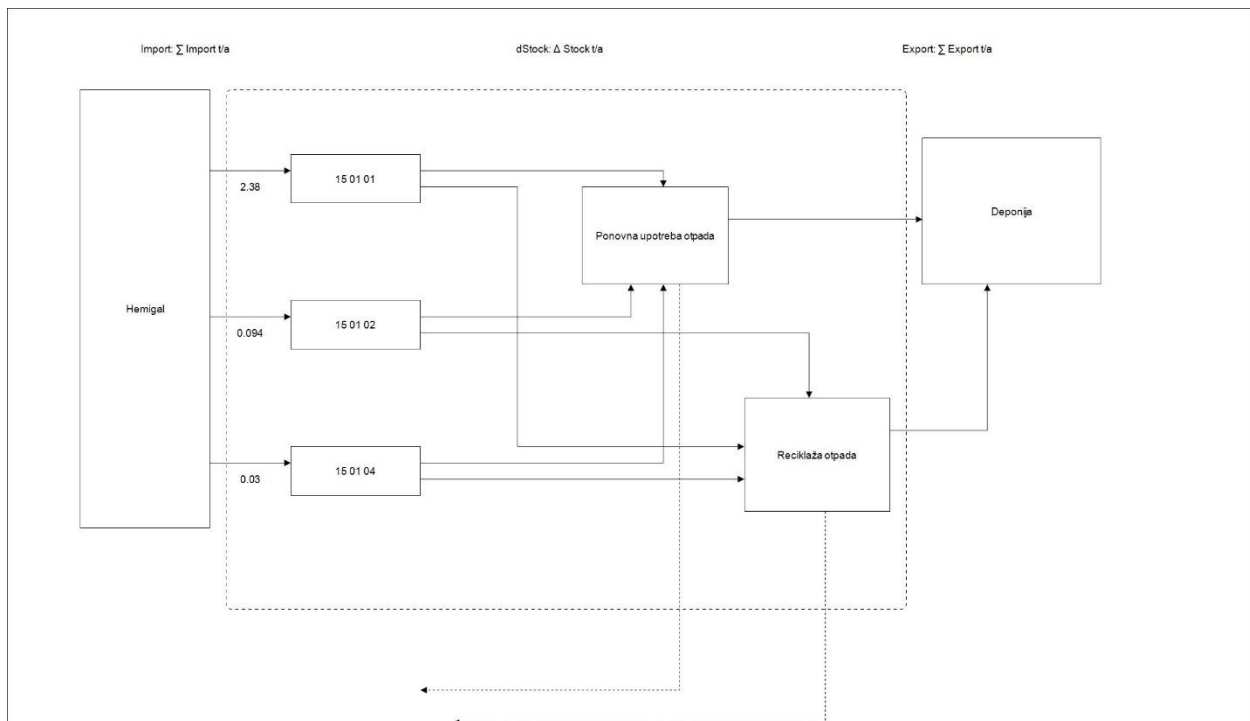 Import: ∑ Import t/a
dStock: Δ Stock t/a
Export: ∑ Export t/a
Hemigal
2.38
15 01 01
Ponovna upotreba otpada
Deponija
0.094
15 01 02
Reciklaža otpada
0.03
15 01 04